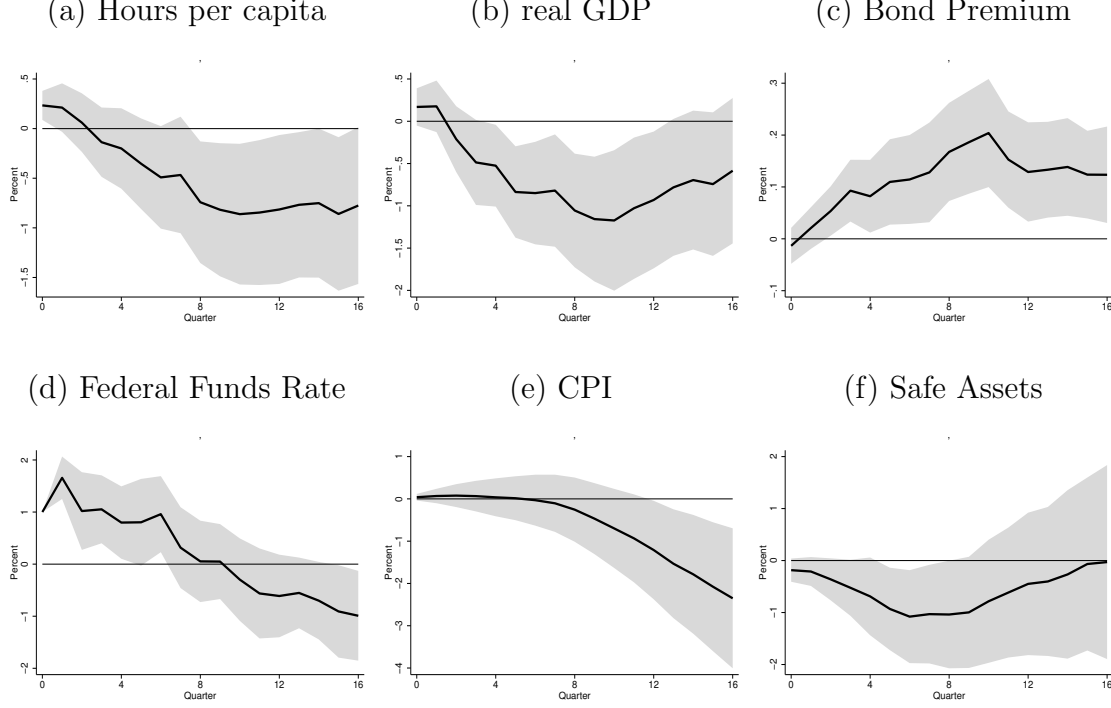 (a) Hours per capita
(b) real GDP
(c) Bond Premium
,
,
,
Percent
.5
0
-.5
-1
-1.5
0 4 8 12 16
Quarter
Percent
.5
0
-.5
-1
-1.5
-2
0 4 8 12 16
Quarter
Percent
.3
.2
.1
0
-.1
0 4 8 12 16
Quarter
(d) Federal Funds Rate
(e) CPI
(f) Safe Assets
,
,
,
Percent
2
1
0
-1
-2
0 4 8 12 16
Quarter
Percent
1
0
-1
-2
-3
-4
0 4 8 12 16
Quarter
Percent
2
1
0
-1
-2
0 4 8 12 16
Quarter